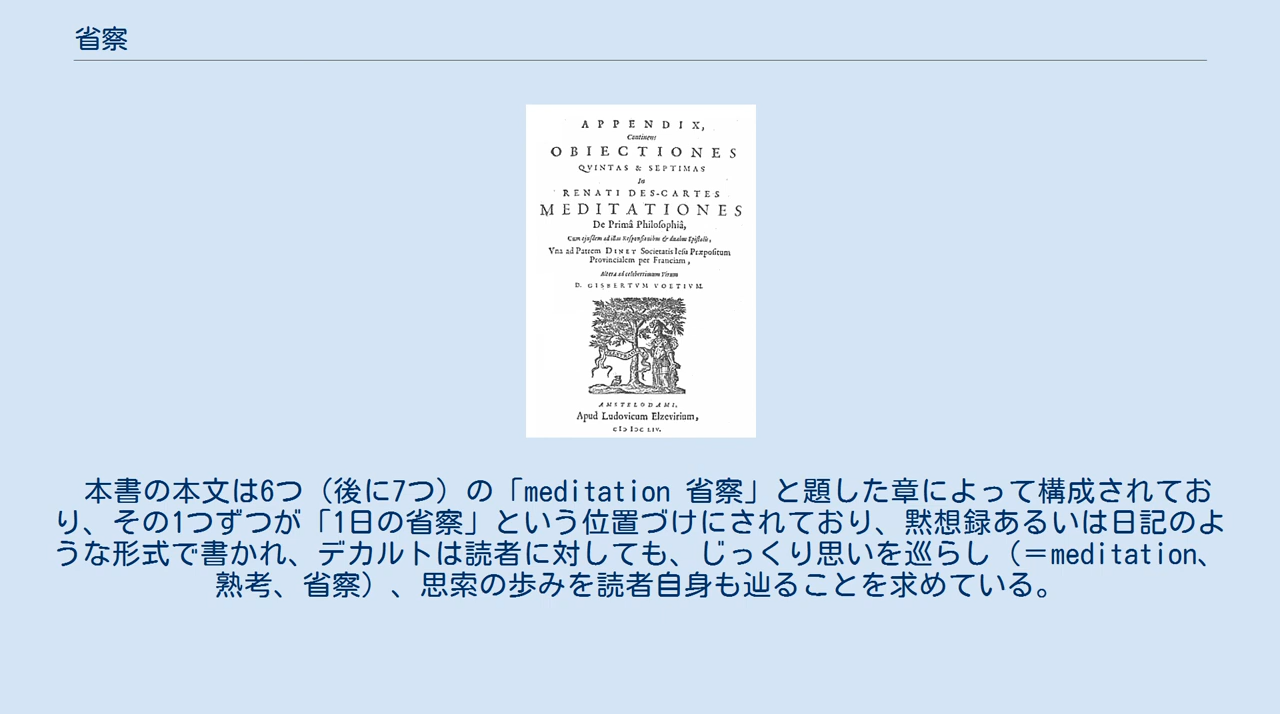 省察
APPENDIX,
Continens
OBIECTIONES
QVINTAS & SEPTIMAS
In
RENATI DES-CARTES
MEDITATIONES
De Primâ Philosophiâ,
Cum ejusdem ad illas Responsionibus & duabus Epistolis,
Vna ad Patrem DINET Societatis Iesu Præpositum
Provincialem per Franciam,
Altera ad celeberrimum Virum
D. GISBERTVM VOETIVM.
AMSTELODAMI,
Apud Ludovicum Elzevirium,
cIↃ IↃc LIV.
本書の本文は6つ（後に7つ）の「meditation 省察」と題した章によって構成されてお
り、その1つずつが「1日の省察」という位置づけにされており、黙想録あるいは日記のよ
うな形式で書かれ、デカルトは読者に対しても、じっくり思いを巡らし（＝meditation、
熟考、省察）、思索の歩みを読者自身も辿ることを求めている。